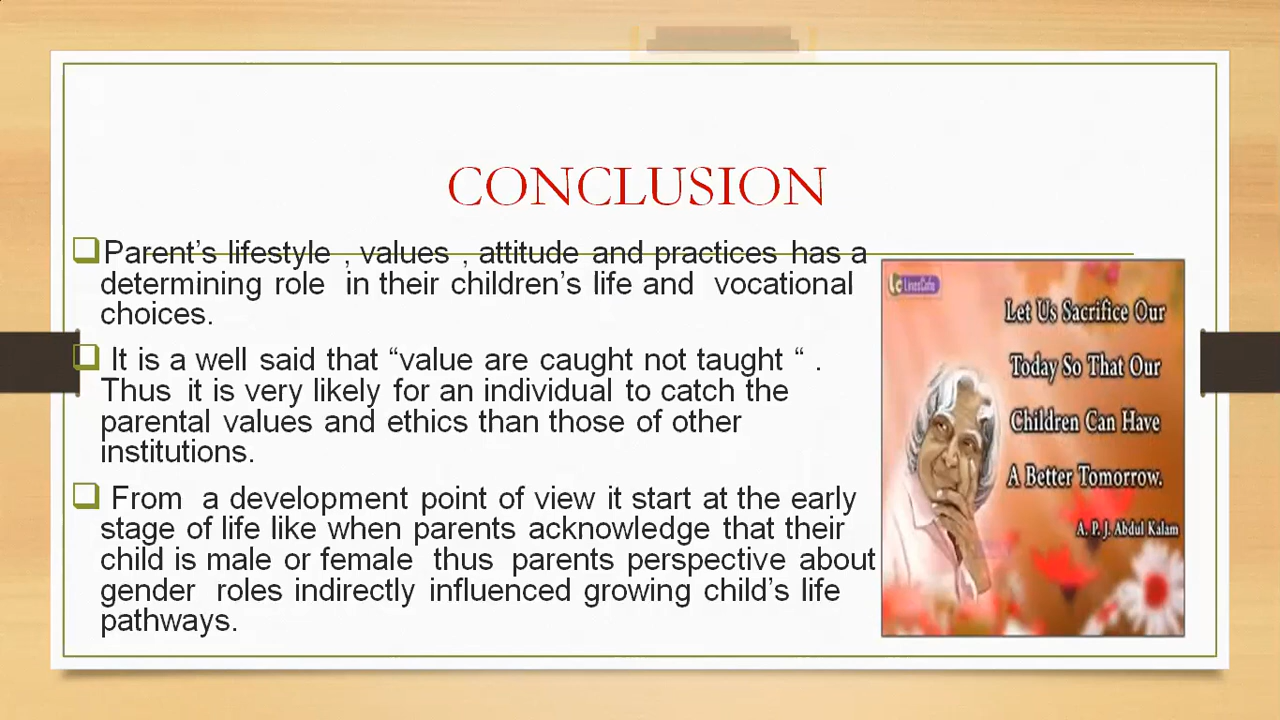 CONCLUSION
Parent’s lifestyle , values , attitude and practices has a
determining role in their children’s life and vocational
choices.
It is a well said that “value are caught not taught “ .
Thus it is very likely for an individual to catch the
parental values and ethics than those of other
institutions.
From a development point of view it start at the early
stage of life like when parents acknowledge that their
child is male or female thus parents perspective about
gender roles indirectly influenced growing child’s life
pathways.
LinesCafe
Let Us Sacrifice Our
Today So That Our
Children Can Have
A Better Tomorrow.
A. P. J. Abdul Kalam